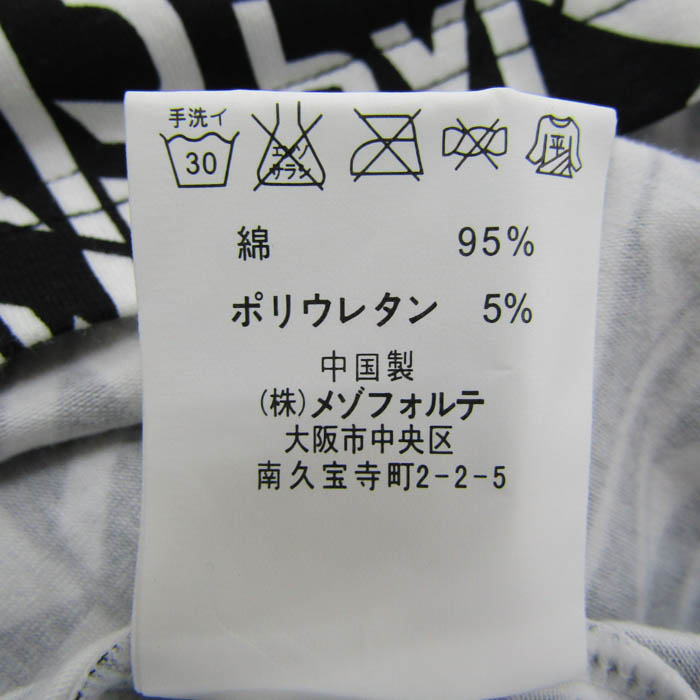 手洗イ
30
エンソ
サラシ
平
綿 95%
ポリウレタン 5%
中国製
(株)メゾフォルテ
大阪市中央区
南久宝寺町2-2-5